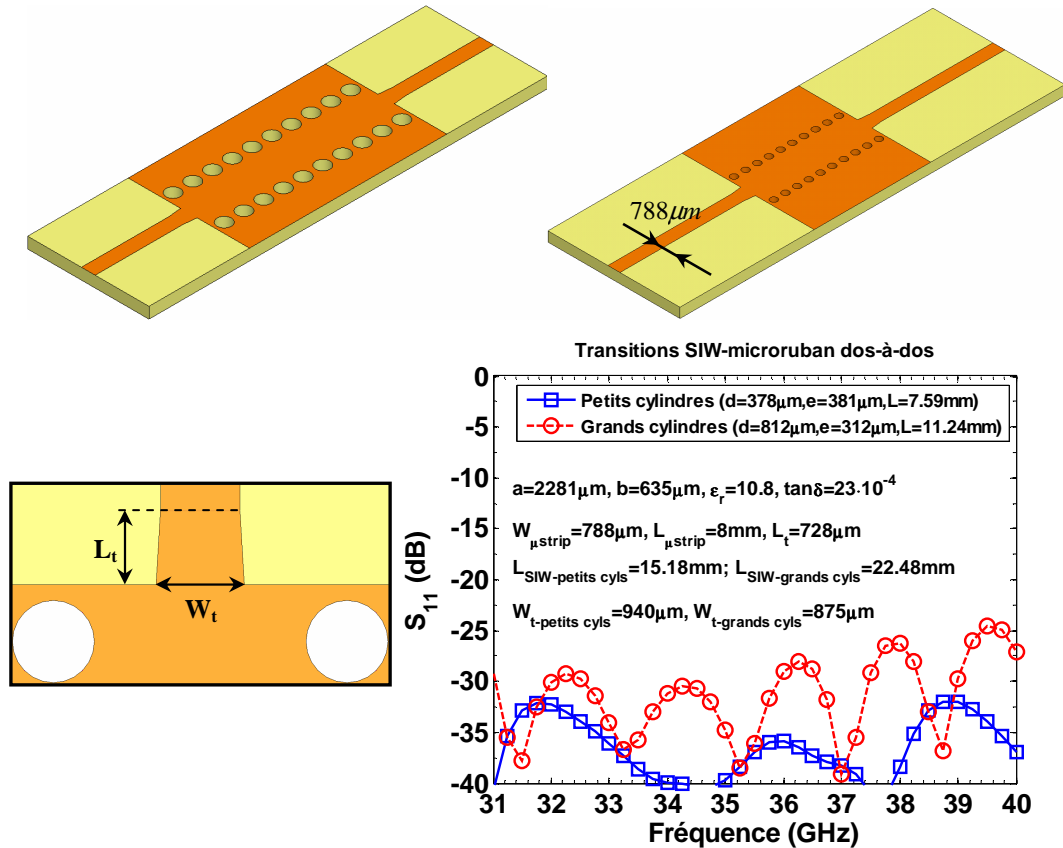 788μm
Transitions SIW-microruban dos-à-dos
Petits cylindres (d=378μm,e=381μm,L=7.59mm)
Grands cylindres (d=812μm,e=312μm,L=11.24mm)
a=2281μm, b=635μm, εr=10.8, tanδ=23·10-4
Wμstrip=788μm, Lμstrip=8mm, Lt=728μm
LSIW-petits cyls=15.18mm; LSIW-grands cyls=22.48mm
Wt-petits cyls=940μm, Wt-grands cyls=875μm
0
-5
-10
-15
-20
-25
-30
-35
-40
S11 (dB)
31 32 33 34 35 36 37 38 39 40
Fréquence (GHz)
Lt
Wt